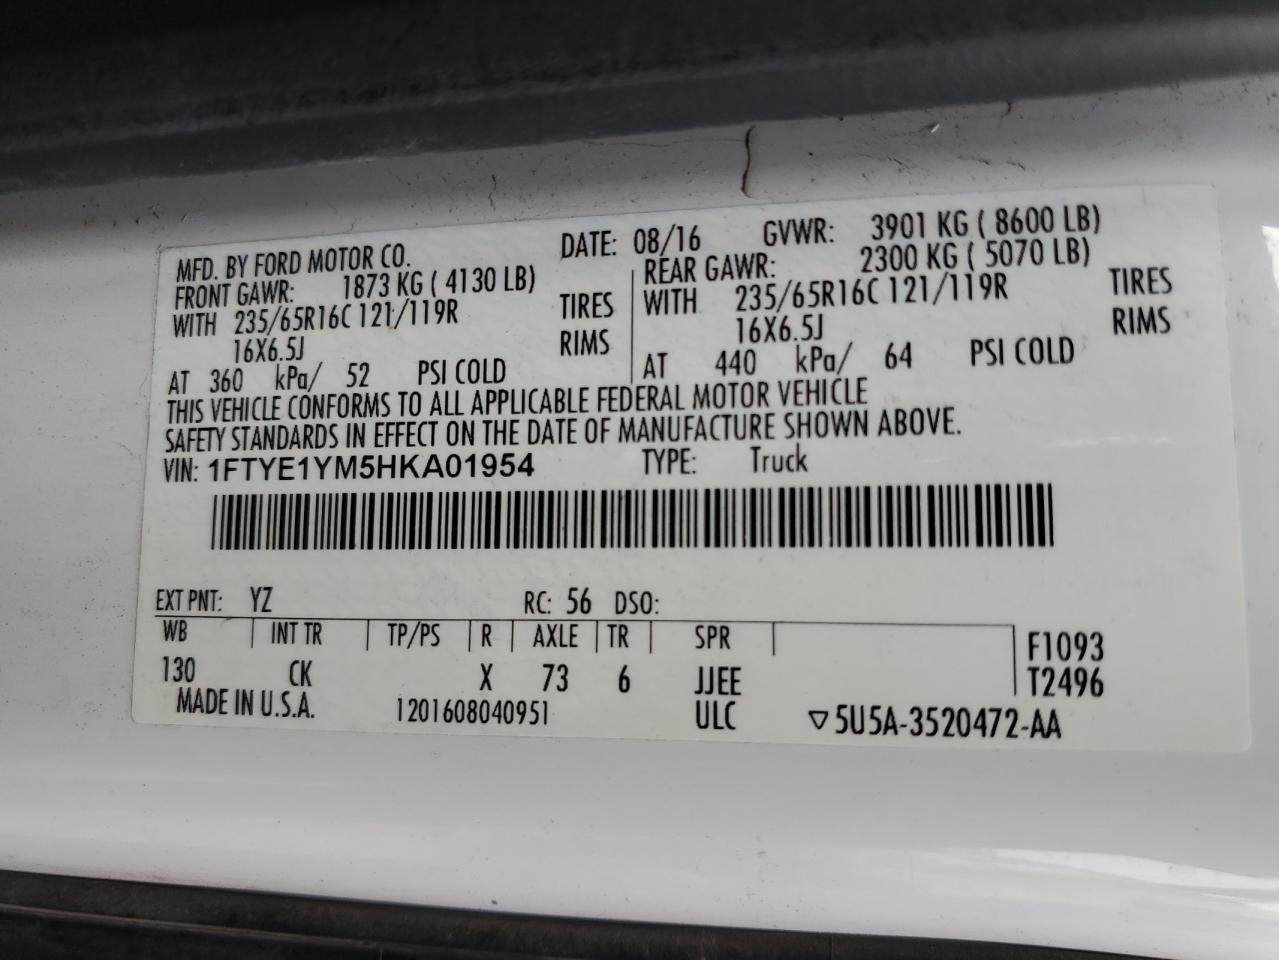 MFD. BY FORD MOTOR CO. DATE: 08/16 GVWR: 3901 KG ( 8600 LB)
FRONT GAWR: 1873 KG ( 4130 LB) REAR GAWR: 2300 KG ( 5070 LB)
WITH 235/65R16C 121/119R TIRES WITH 235/65R16C 121/119R TIRES
16X6.5J RIMS 16X6.5J RIMS
AT 360 kPa/ 52 PSI COLD AT 440 kPa/ 64 PSI COLD
THIS VEHICLE CONFORMS TO ALL APPLICABLE FEDERAL MOTOR VEHICLE
SAFETY STANDARDS IN EFFECT ON THE DATE OF MANUFACTURE SHOWN ABOVE.
VIN: 1FTYE1YM5HKA01954 TYPE: Truck
EXT PNT: YZ RC: 56 DSO:
WB INT TR TP/PS R AXLE TR SPR F1093
130 CK X 73 6 JJEE T2496
MADE IN U.S.A. 1201608040951 ULC ▽5U5A-3520472-AA